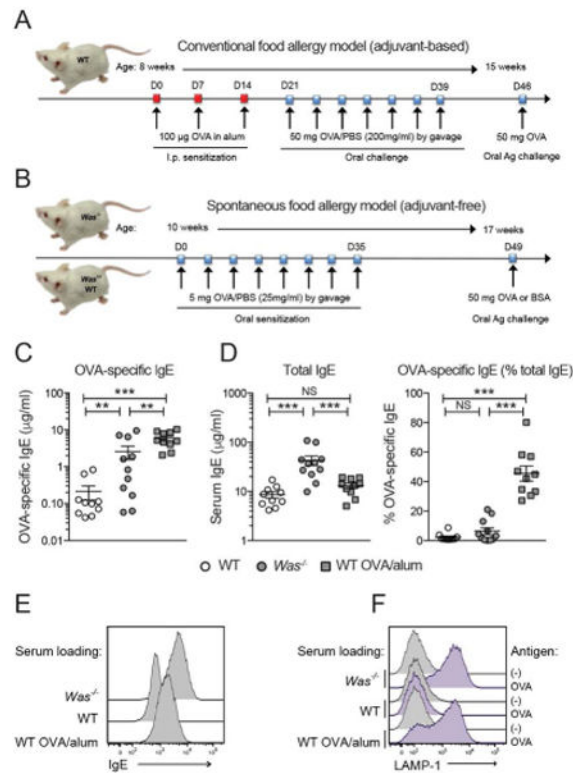 A
Conventional food allergy model (adjuvant-based)
WT
Age: 8 weeks
15 weeks
D0 D7 D14 D21 D39 D46
100 µg OVA in alum
50 mg OVA/PBS (200mg/ml) by gavage
50 mg OVA
I.p. sensitization
Oral challenge
Oral Ag challenge
B
Spontaneous food allergy model (adjuvant-free)
Was-/-
Age:
10 weeks
17 weeks
D0 D35 D49
Was-/-
WT
5 mg OVA/PBS (25mg/ml) by gavage
50 mg OVA or BSA
Oral sensitization
Oral Ag challenge
C
OVA-specific IgE
***
** **
OVA-specific IgE (µg/ml)
100
10
1
0.1
0.01
D
Total IgE
NS
*** ***
Serum IgE (µg/ml)
1000
100
10
1
OVA-specific IgE (% total IgE)
***
NS ***
% OVA-specific IgE
100
80
60
40
20
0
WT Was-/- WT OVA/alum
E
Serum loading:
Was-/-
WT
WT OVA/alum
IgE
F
Serum loading: Antigen:
(-)
Was-/- OVA
(-)
WT OVA
(-)
WT OVA/alum OVA
LAMP-1